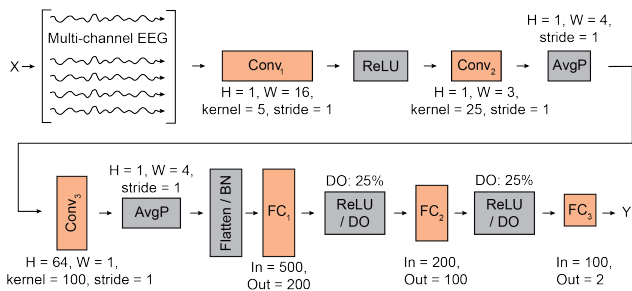 X
Multi-channel EEG
Conv₁
H = 1, W = 16,
kernel = 5, stride = 1
ReLU
Conv₂
H = 1, W = 3,
kernel = 25, stride = 1
H = 1, W = 4,
stride = 1
AvgP
Conv₃
H = 64, W = 1,
kernel = 100, stride = 1
H = 1, W = 4,
stride = 1
AvgP
Flatten / BN
FC₁
In = 500,
Out = 200
DO: 25%
ReLU
/ DO
FC₂
In = 200,
Out = 100
DO: 25%
ReLU
/ DO
FC₃
In = 100,
Out = 2
Y